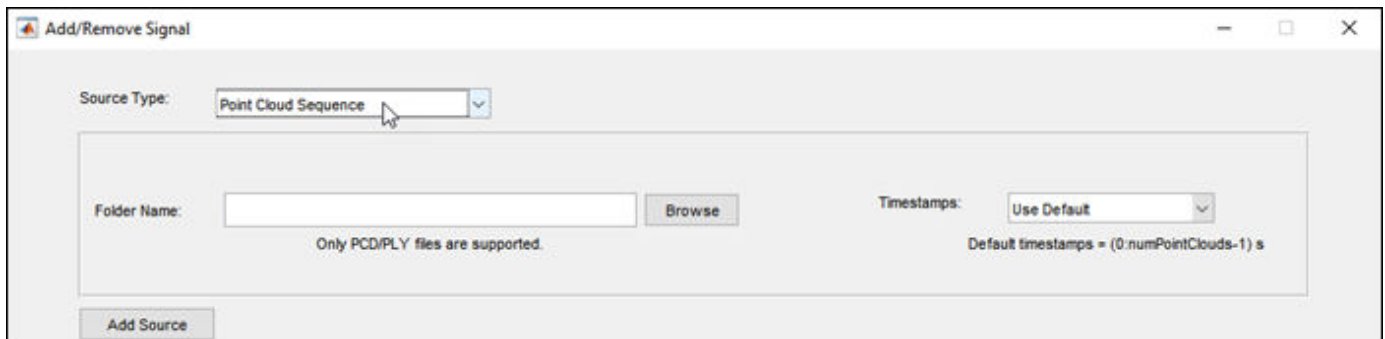 Add/Remove Signal
Source Type: Point Cloud Sequence
Folder Name: Browse Timestamps: Use Default
Only PCD/PLY files are supported. Default timestamps = (0:numPointClouds-1) s
Add Source